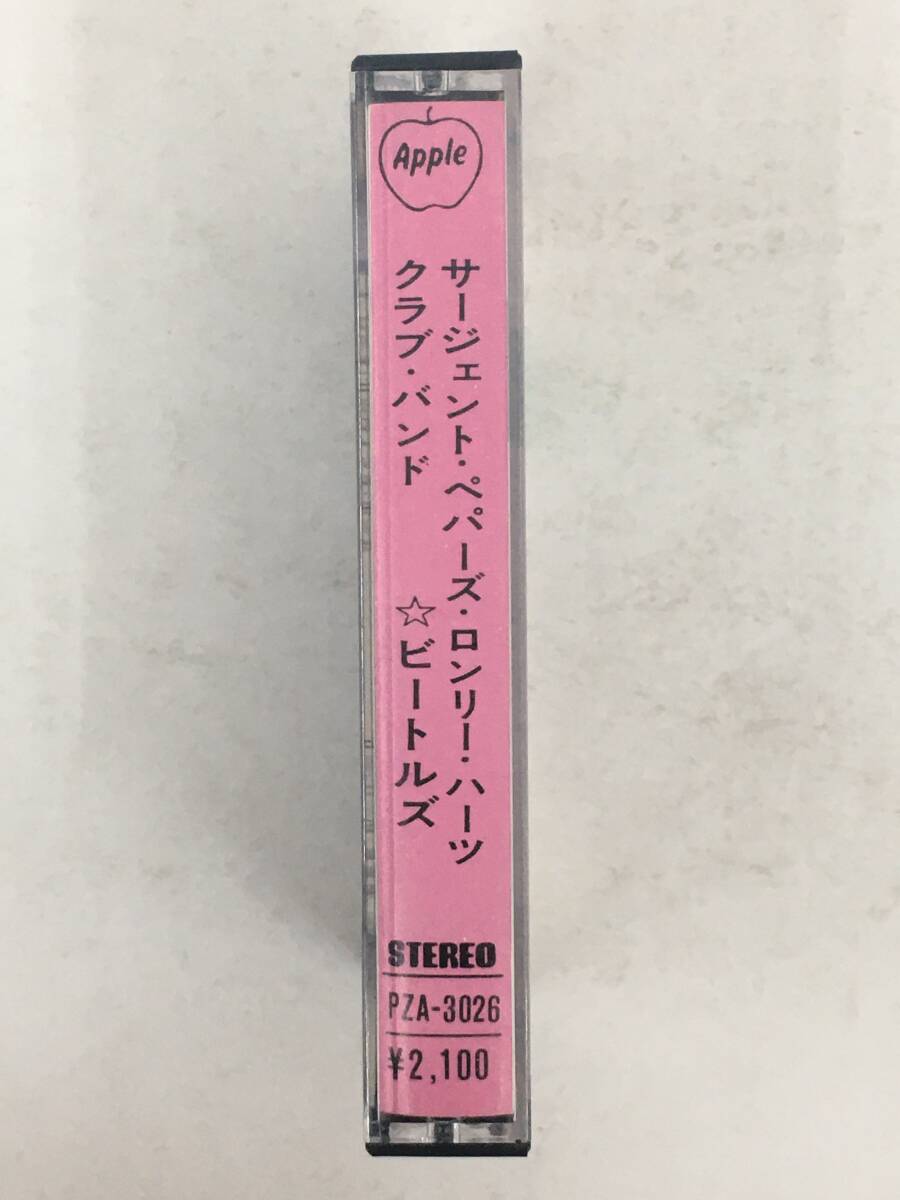 Apple
サージェント・ペパーズ・ロンリー・ハーツ
クラブ・バンド
☆ビートルズ
STEREO
PZA-3026
¥2,100